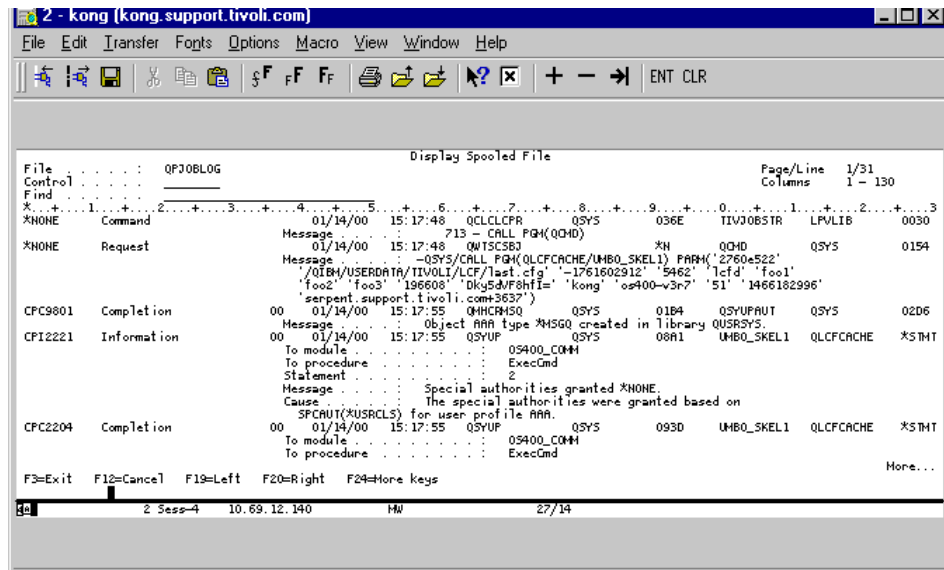 2 - kong (kong.support.tivoli.com)
File Edit Transfer Fonts Options Macro View Window Help
ENT CLR
Display Spooled File
File . . . . . : QPJOBLOG Page/Line 1/31
Control . . . . . Columns 1 - 130
Find . . . . . .
*...+....1....+....2....+....3....+....4....+....5....+....6....+....7....+....8....+....9....+....0....+....1....+....2....+....3
*NONE Command 01/14/00 15:17:48 QCLCLCPR QSYS 036E TIVJOBSTR LPVLIB 0030
Message . . . . : 713 - CALL PGM(QCMD)
*NONE Request 01/14/00 15:17:48 QWTSCSBJ *N QCMD QSYS 0154
Message . . . . : -QSYS/CALL PGM(QLCFCACHE/UMBO_SKEL1) PARM('2760e522'
'/QIBM/USERDATA/TIVOLI/LCF/last.cfg' '-1761602912' '5462' 'lcfd' 'foo1'
'foo2' 'foo3' '196608' 'Dky5dVF8hfI=' 'kong' 'os400-v3r7' '51' '1466182996'
'serpent.support.tivoli.com+3637')
CPC9801 Completion 00 01/14/00 15:17:55 QMHCRMSQ QSYS 01B4 QSYUPAUT QSYS 02D6
Message . . . . : Object AAA type *MSGQ created in library QUSRSYS.
CPI2221 Information 00 01/14/00 15:17:55 QSYUP QSYS 08A1 UMBO_SKEL1 QLCFCACHE *STMT
To module . . . . . . . . . : OS400_COMM
To procedure . . . . . . . : ExecCmd
Statement . . . . . . . . . : 2
Message . . . . : Special authorities granted *NONE.
Cause . . . . . : The special authorities were granted based on
SPCAUT(*USRCLS) for user profile AAA.
CPC2204 Completion 00 01/14/00 15:17:55 QSYUP QSYS 093D UMBO_SKEL1 QLCFCACHE *STMT
To module . . . . . . . . . : OS400_COMM
To procedure . . . . . . . : ExecCmd
More...
F3=Exit F12=Cancel F19=Left F20=Right F24=More keys
2 Sess-4 10.69.12.140 MW 27/14